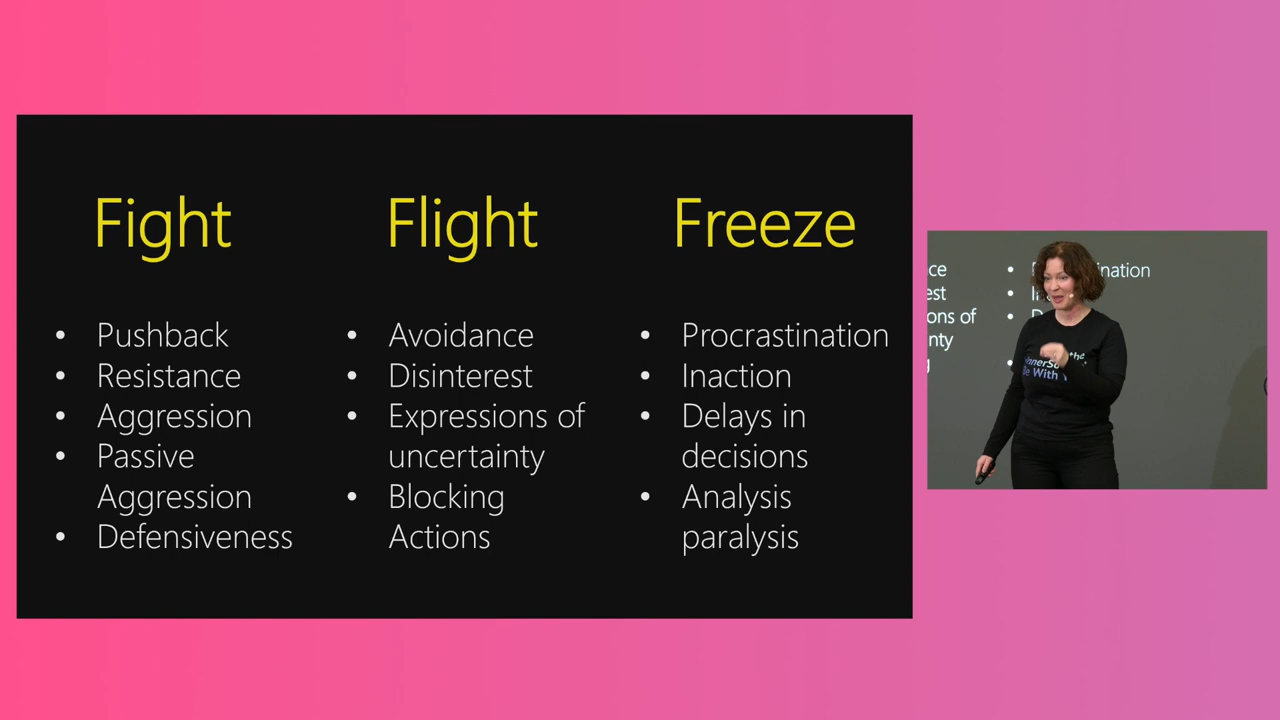 Fight
• Pushback
• Resistance
• Aggression
• Passive
Aggression
• Defensiveness
Flight
• Avoidance
• Disinterest
• Expressions of
uncertainty
• Blocking
Actions
Freeze
• Procrastination
• Inaction
• Delays in
decisions
• Analysis
paralysis